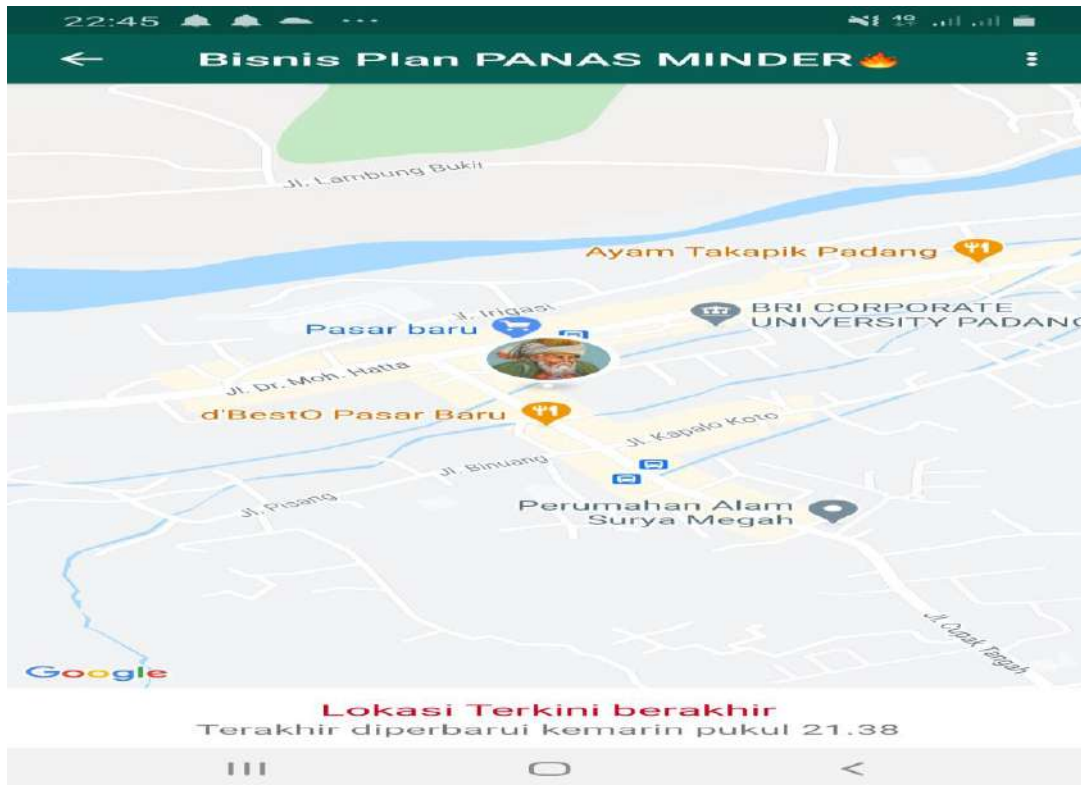 22:45
Bisnis Plan PANAS MINDER🔥
Jl. Lambung Bukit
Ayam Takapik Padang
Jl. Irigasi
BRI CORPORATE
UNIVERSITY PADANG
Pasar baru
Jl. Dr. Moh. Hatta
d'BestO Pasar Baru
Jl. Kapalo Koto
Jl. Binuang
Jl. Pisang
Perumahan Alam
Surya Megah
Jl. Cupak Tangah
Google
Lokasi Terkini berakhir
Terakhir diperbarui kemarin pukul 21.38